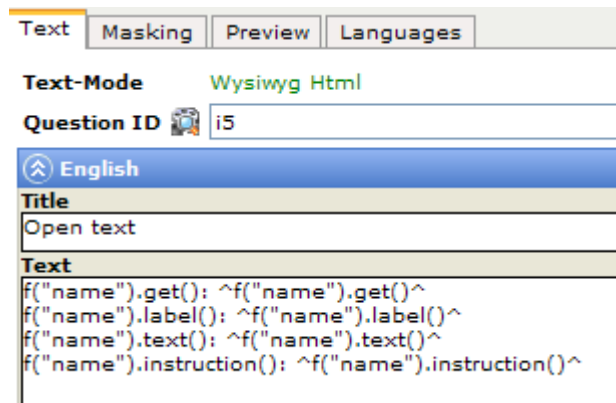 Text Masking Preview Languages
Text-Mode Wysiwyg Html
Question ID i5
English
Title
Open text
Text
f("name").get(): ^f("name").get()^
f("name").label(): ^f("name").label()^
f("name").text(): ^f("name").text()^
f("name").instruction(): ^f("name").instruction()^